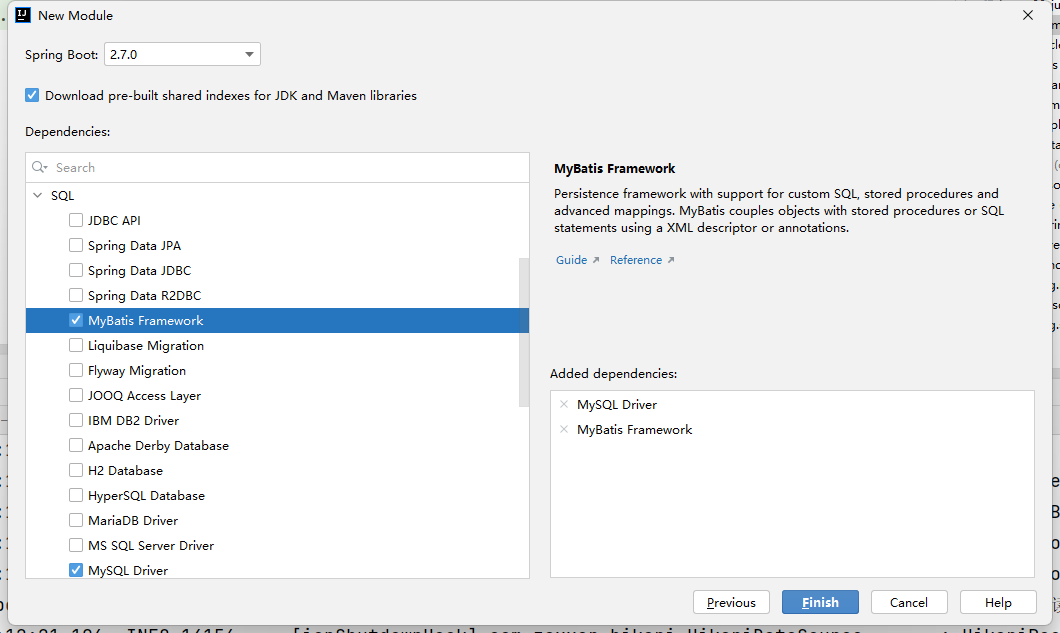 New Module
Spring Boot: 2.7.0
Download pre-built shared indexes for JDK and Maven libraries
Dependencies:
Search
SQL
JDBC API
Spring Data JPA
Spring Data JDBC
Spring Data R2DBC
MyBatis Framework
Liquibase Migration
Flyway Migration
JOOQ Access Layer
IBM DB2 Driver
Apache Derby Database
H2 Database
HyperSQL Database
MariaDB Driver
MS SQL Server Driver
MySQL Driver
MyBatis Framework
Persistence framework with support for custom SQL, stored procedures and
advanced mappings. MyBatis couples objects with stored procedures or SQL
statements using a XML descriptor or annotations.
Guide Reference
Added dependencies:
MySQL Driver
MyBatis Framework
Previous Finish Cancel Help